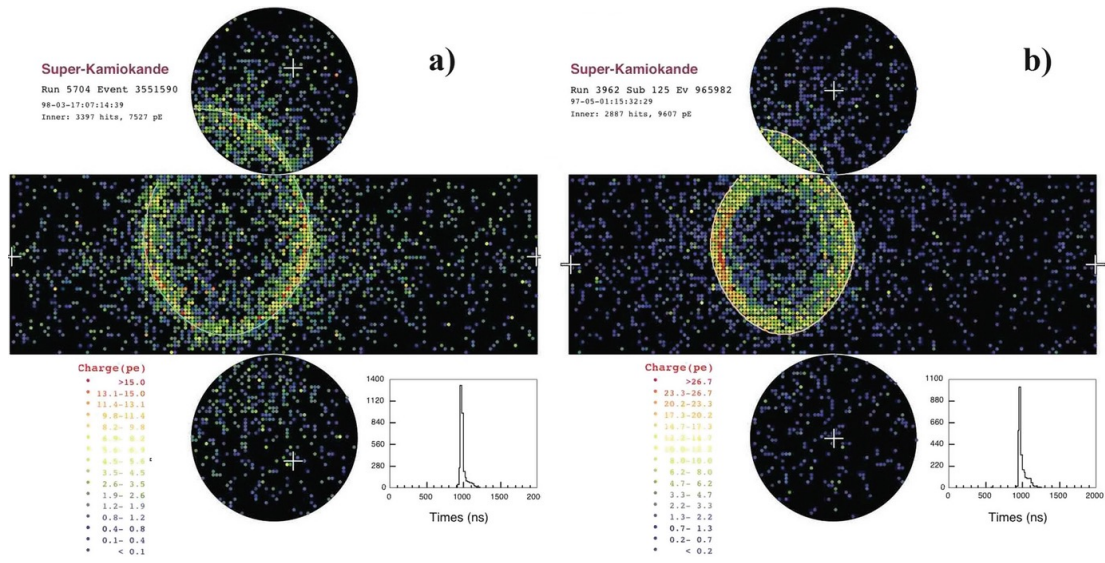 a)
Super-Kamiokande
Run 5704 Event 3551590
98-03-17:07:14:39
Inner: 3397 hits, 7527 pE
Charge(pe)
>15.0
13.1-15.0
11.4-13.1
9.8-11.4
8.2- 9.8
3.5- 4.5
2.6- 3.5
1.9- 2.6
1.2- 1.9
0.8- 1.2
0.4- 0.8
0.1- 0.4
< 0.1
1400
1120
840
560
280
0
0 500 1000 1500 200
Times (ns)
b)
Super-Kamiokande
Run 3962 Sub 125 Ev 965982
97-05-01:15:32:29
Inner: 2887 hits, 9607 pE
Charge(pe)
>26.7
23.3-26.7
20.2-23.3
17.3-20.2
14.7-17.3
8.0-10.0
6.2- 8.0
4.7- 6.2
3.3- 4.7
2.2- 3.3
1.3- 2.2
0.7- 1.3
0.2- 0.7
< 0.2
1100
880
660
440
220
0
0 500 1000 1500 2000
Times (ns)